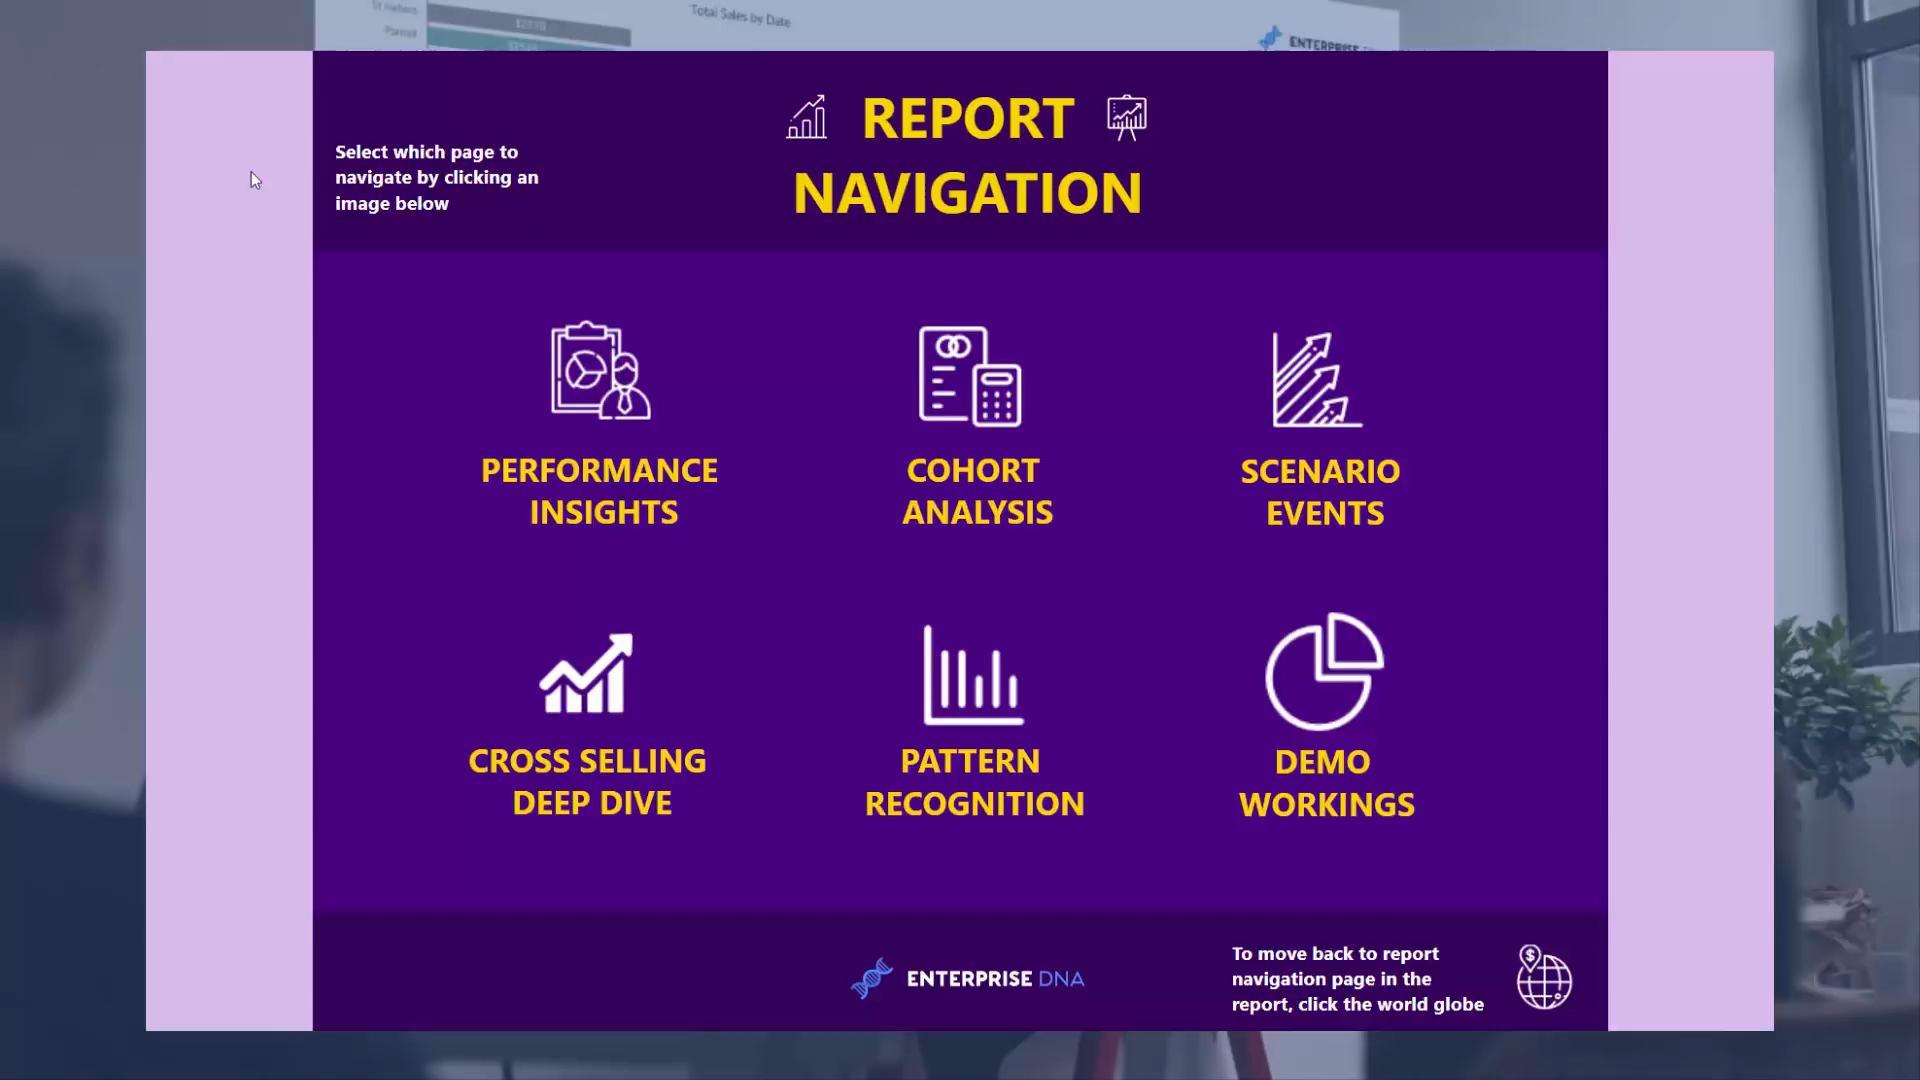 Total Sales by Date
ENTERPRISE
REPORT
NAVIGATION
Select which page to
navigate by clicking an
image below
PERFORMANCE
INSIGHTS
COHORT
ANALYSIS
SCENARIO
EVENTS
CROSS SELLING
DEEP DIVE
PATTERN
RECOGNITION
DEMO
WORKINGS
ENTERPRISE DNA
To move back to report
navigation page in the
report, click the world globe